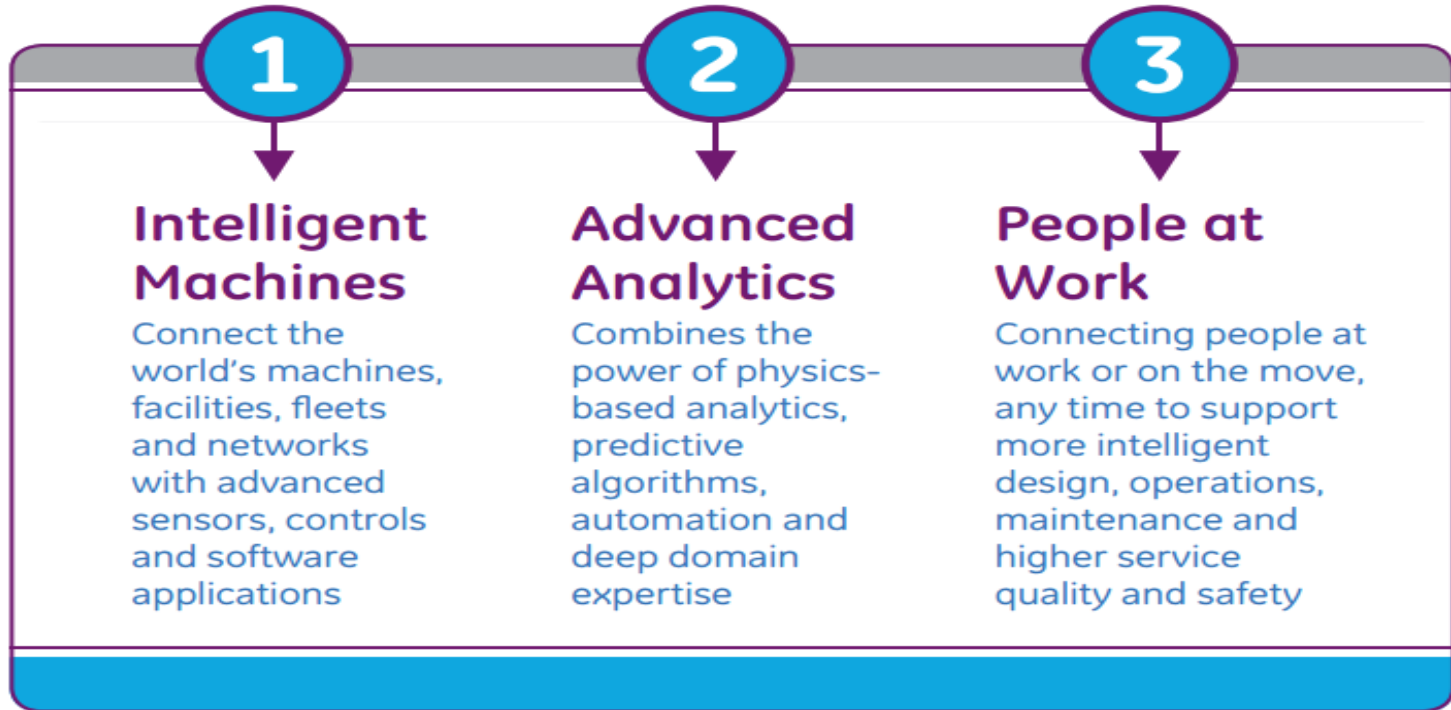 1
Intelligent
Machines
Connect the
world's machines,
facilities, fleets
and networks
with advanced
sensors, controls
and software
applications
2
Advanced
Analytics
Combines the
power of physics-
based analytics,
predictive
algorithms,
automation and
deep domain
expertise
3
People at
Work
Connecting people at
work or on the move,
any time to support
more intelligent
design, operations,
maintenance and
higher service
quality and safety